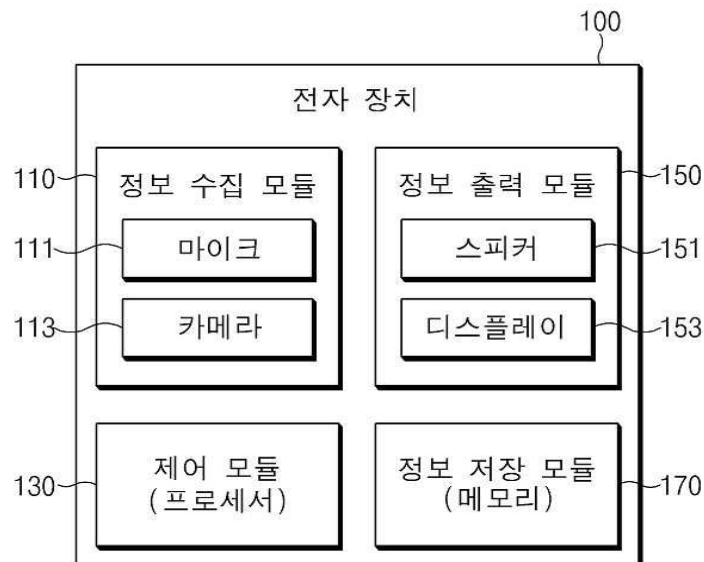 100
전자 장치
110
정보 수집 모듈
111
마이크
113
카메라
정보 출력 모듈
150
스피커
151
디스플레이
153
130
제어 모듈
(프로세서)
정보 저장 모듈
(메모리)
170